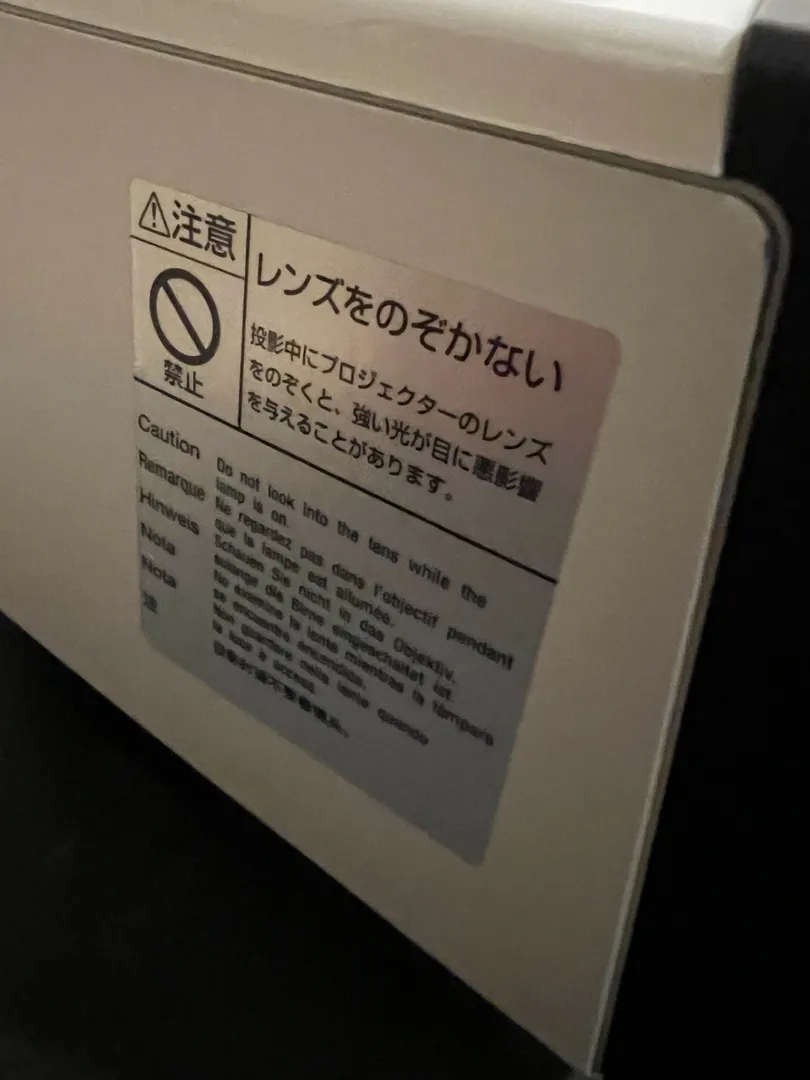 注意
禁止
レンズをのぞかない
投影中にプロジェクターのレンズ
をのぞくと、強い光が目に悪影響
を与えることがあります。
Caution Do not look into the lens while the
lamp is on.
Remarque Ne regardez pas dans l'objectif pendant
que la lampe est allumée.
Hinweis Schauen Sie nicht in das Objektiv,
solange die Birne eingeschaltet ist.
Nota No examine la lente mientras la lámpara
se encuentre encendida.
Nota Non guardare nella lente quando
la luce è accesa.
注